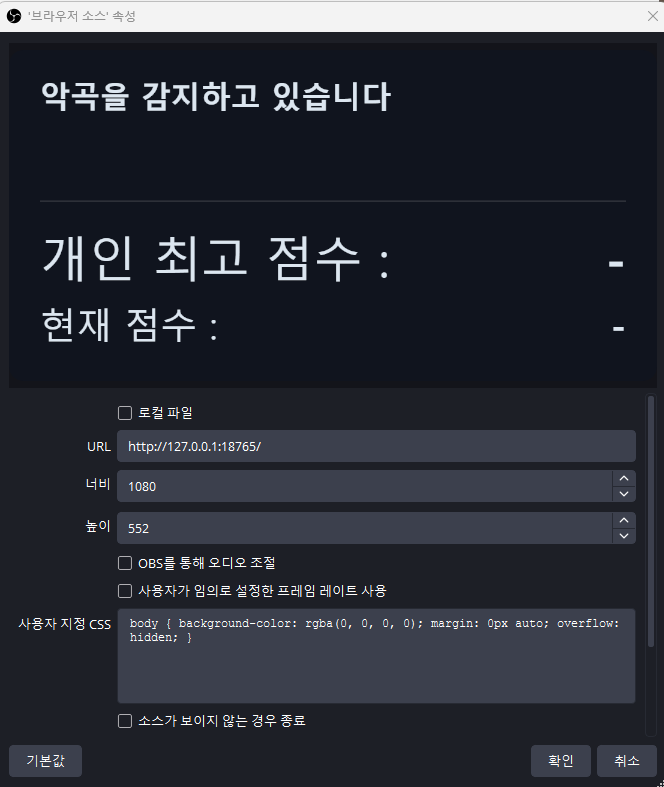 '브라우저 소스' 속성
악곡을 감지하고 있습니다
개인 최고 점수 : -
현재 점수 : -
로컬 파일
URL http://127.0.0.1:18765/
너비 1080
높이 552
OBS를 통해 오디오 조절
사용자가 임의로 설정한 프레임 레이트 사용
사용자 지정 CSS body { background-color: rgba(0, 0, 0, 0); margin: 0px auto; overflow:
hidden; }
소스가 보이지 않는 경우 종료
기본값 확인 취소